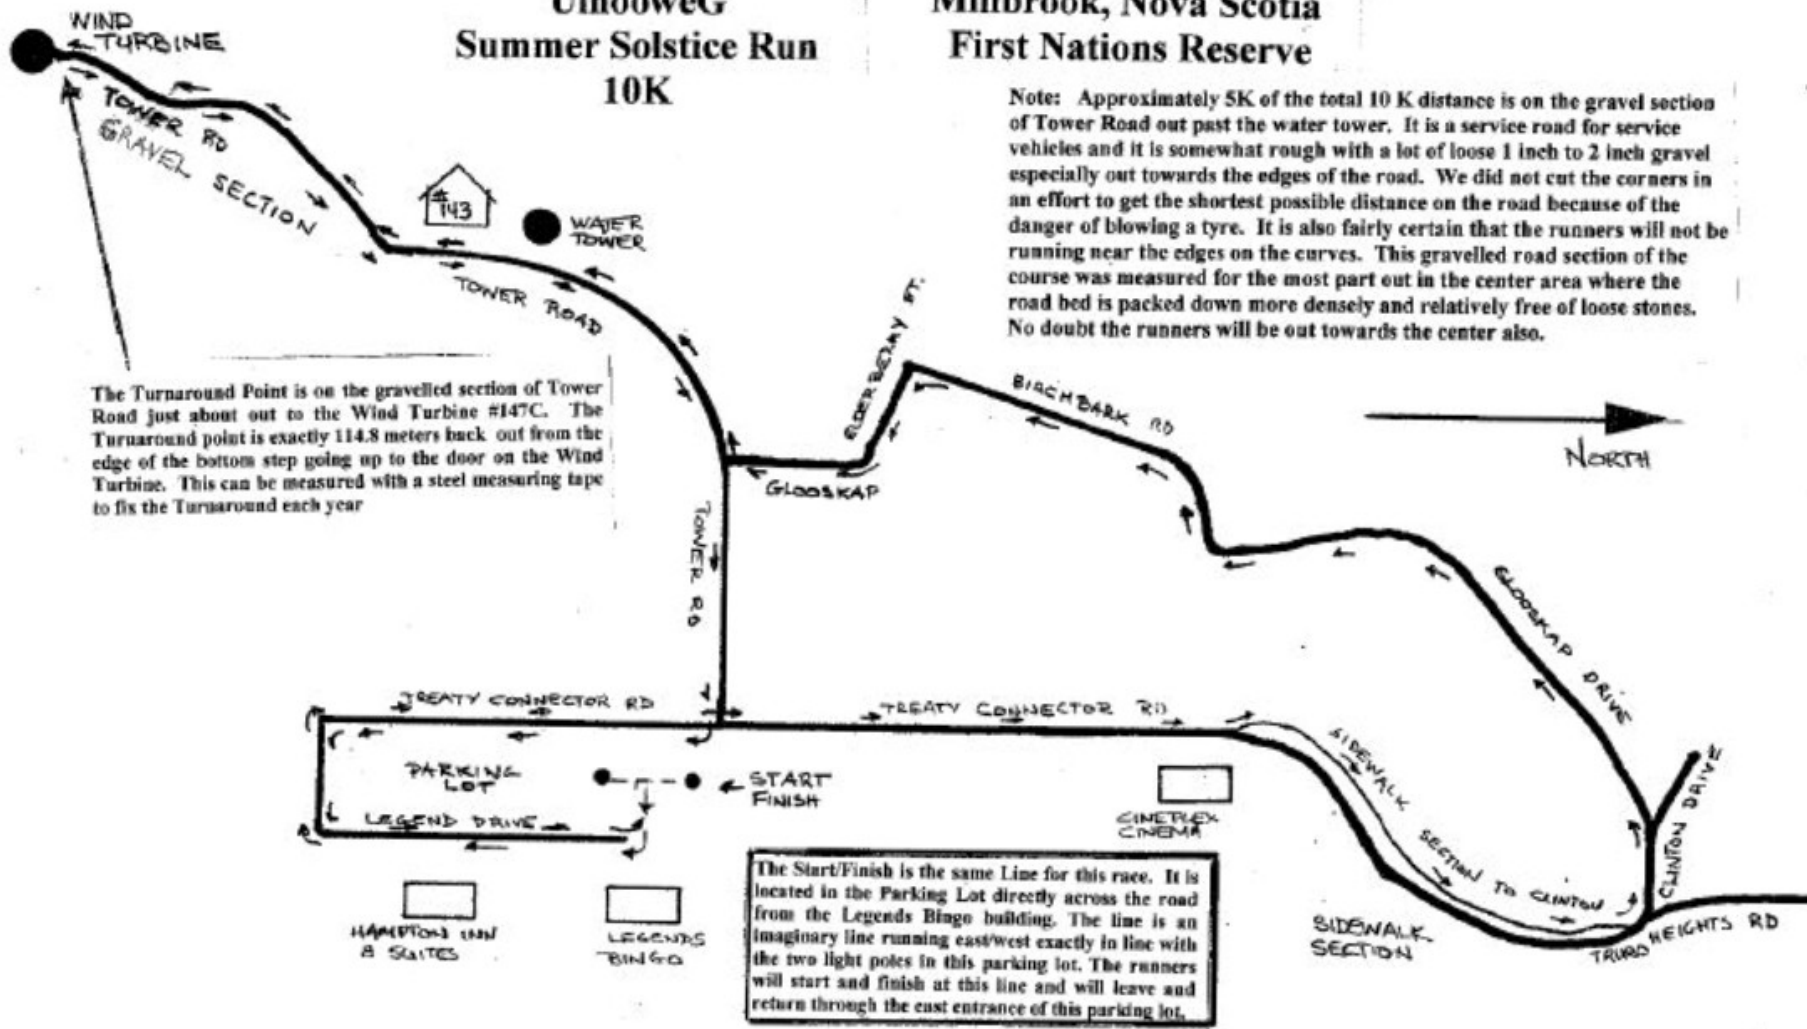 Summer Solstice Run
10K
Millbrook, Nova Scotia
First Nations Reserve
Note: Approximately 5K of the total 10 K distance is on the gravel section
of Tower Road out past the water tower. It is a service road for service
vehicles and it is somewhat rough with a lot of loose 1 inch to 2 inch gravel
especially out towards the edges of the road. We did not cut the corners in
an effort to get the shortest possible distance on the road because of the
danger of blowing a tyre. It is also fairly certain that the runners will not be
running near the edges on the curves. This gravelled road section of the
course was measured for the most part out in the center area where the
road bed is packed down more densely and relatively free of loose stones.
No doubt the runners will be out towards the center also.
WIND
TURBINE
TOWER RD
GRAVEL SECTION
#143
WATER
TOWER
TOWER ROAD
The Turnaround Point is on the gravelled section of Tower
Road just about out to the Wind Turbine #147C. The
Turnaround point is exactly 114.8 meters back out from the
edge of the bottom step going up to the door on the Wind
Turbine. This can be measured with a steel measuring tape
to fix the Turnaround each year
ELDERBERRY ST.
BIRCHBARK RD
NORTH
GLOOSKAP
TOWER RD
GLOOSKAP DRIVE
TREATY CONNECTOR RD
TREATY CONNECTOR RD
PARKING
LOT
START
FINISH
LEGEND DRIVE
CINEPLEX
CINEMA
SIDEWALK SECTION TO CLINTON
CLINTON DRIVE
HAMPTON INN
& SUITES
LEGENDS
BINGO
The Start/Finish is the same Line for this race. It is
located in the Parking Lot directly across the road
from the Legends Bingo building. The line is an
imaginary line running east/west exactly in line with
the two light poles in this parking lot. The runners
will start and finish at this line and will leave and
return through the east entrance of this parking lot.
SIDEWALK
SECTION
TRURO HEIGHTS RD